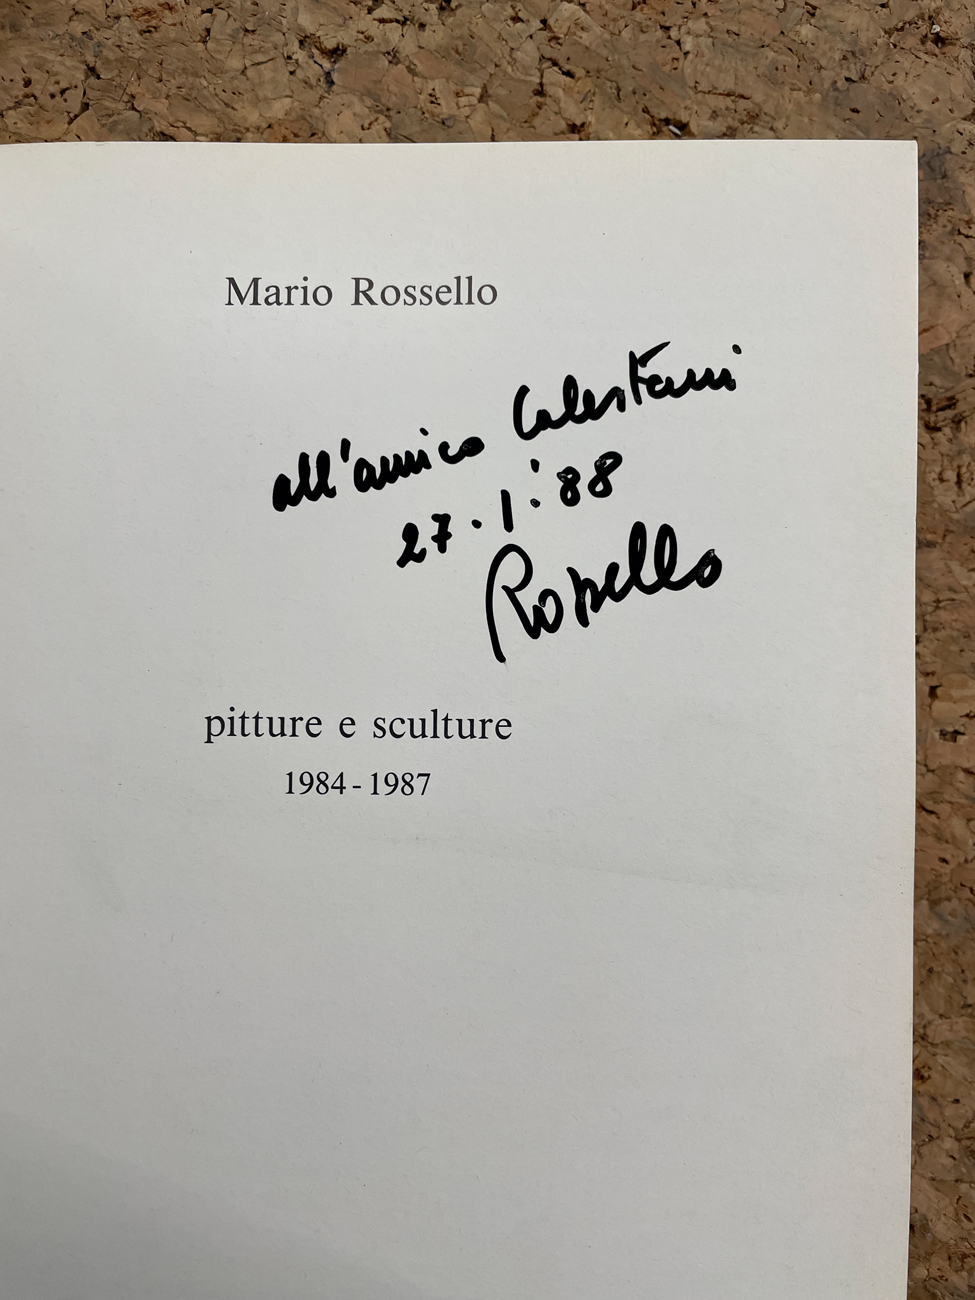 Mario Rossello
all'amico Celestani
27.1.'88
Rossello
pitture e sculture
1984-1987